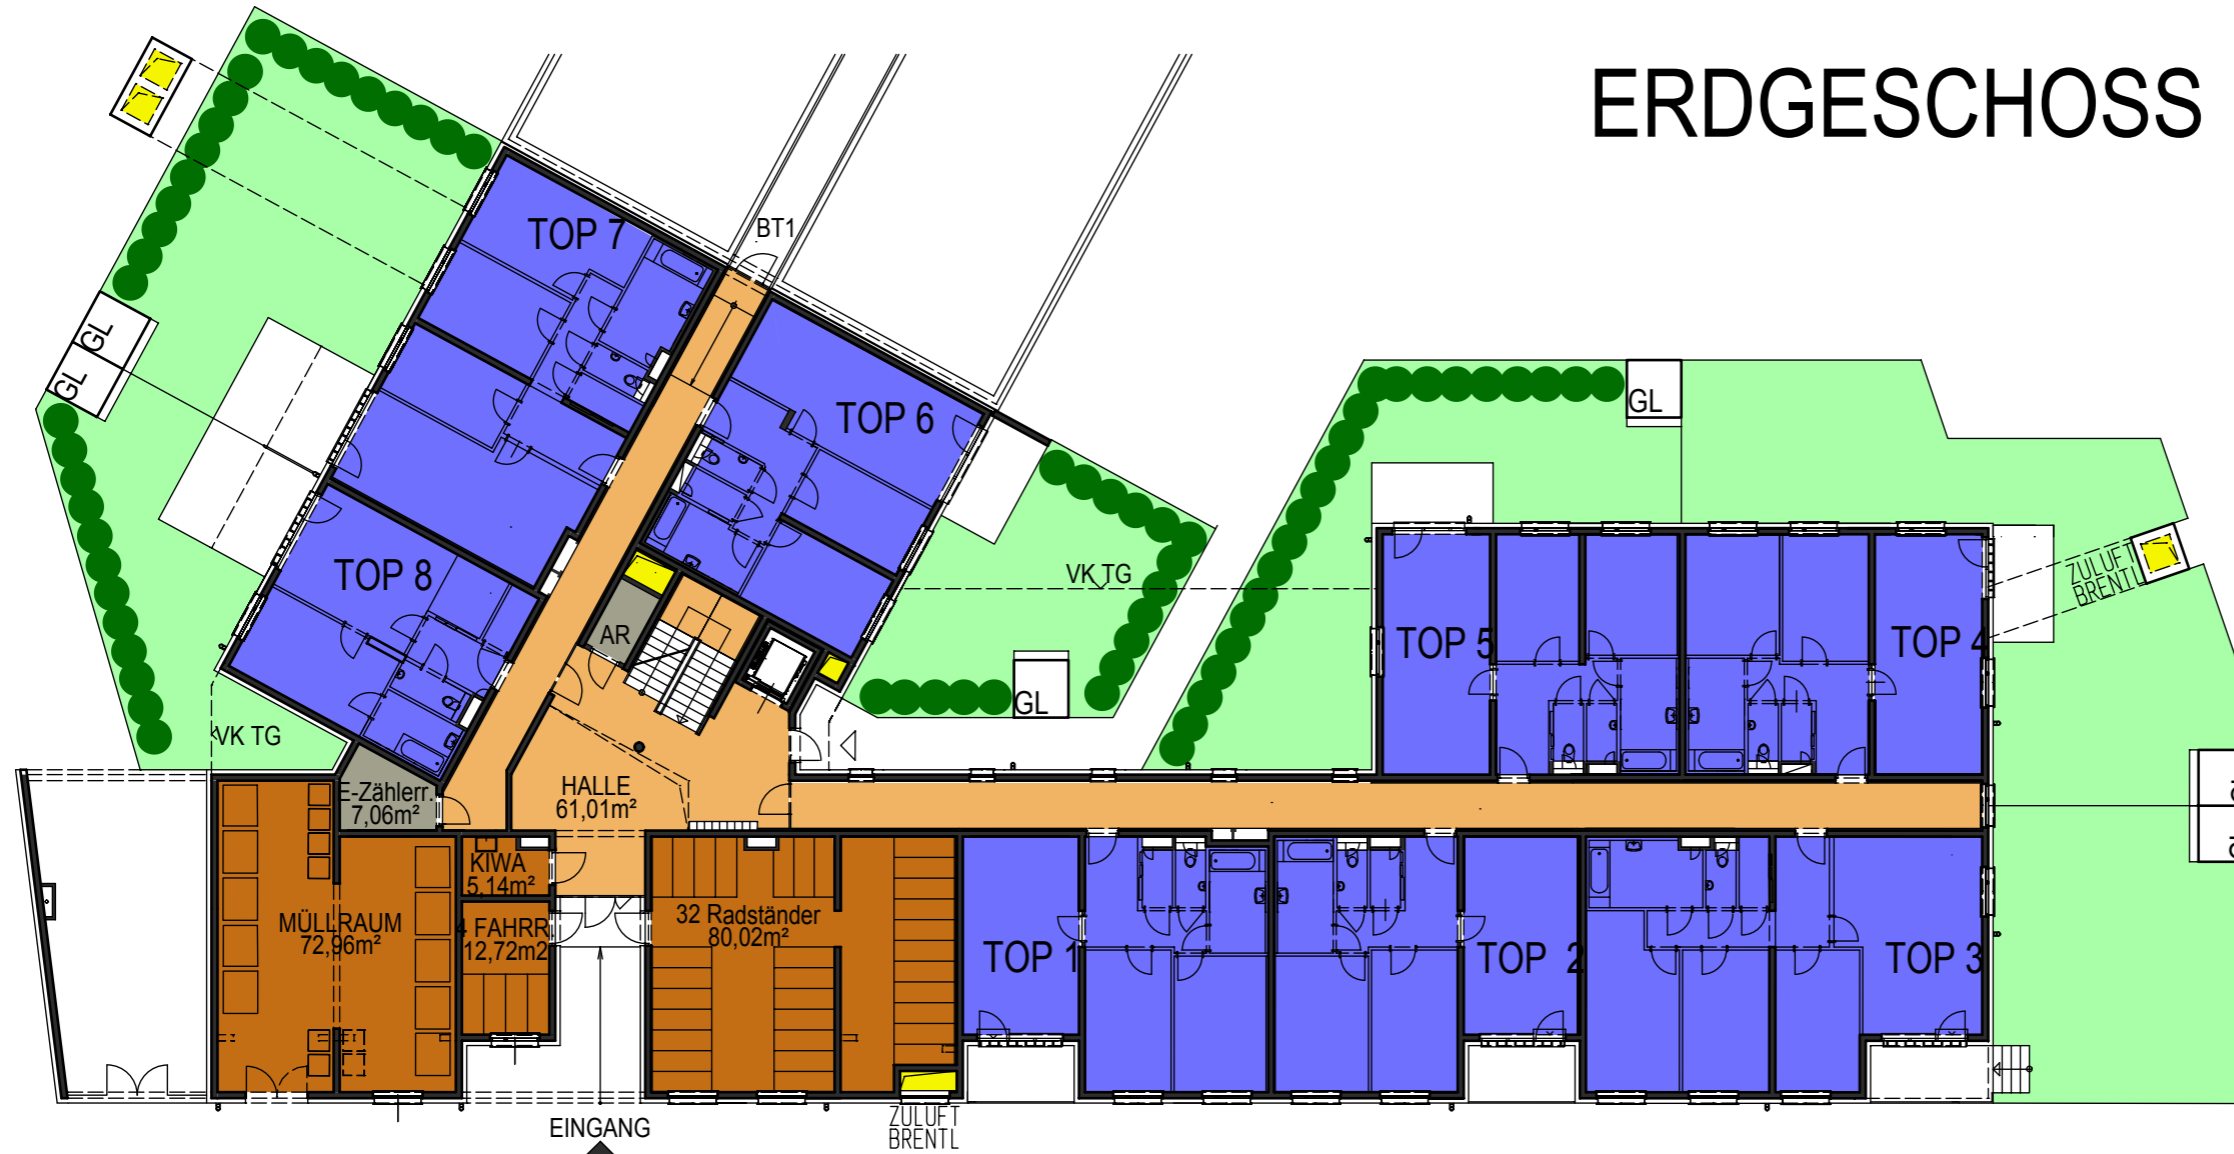 ERDGESCHOSS
TOP 7
BT1
GL
GL
TOP 6
GL
TOP 8
VK TG
ZULUFT
BRENTL
AR
TOP 5
TOP 4
GL
VK TG
HALLE
61,01m²
E-Zählerr.
7,06m²
KIWA
5,14m²
MÜLLRAUM
72,96m²
4 FAHRR.
12,72m2
32 Radständer
80,02m²
TOP 1
TOP 2
TOP 3
EINGANG
ZULUFT
BRENTL